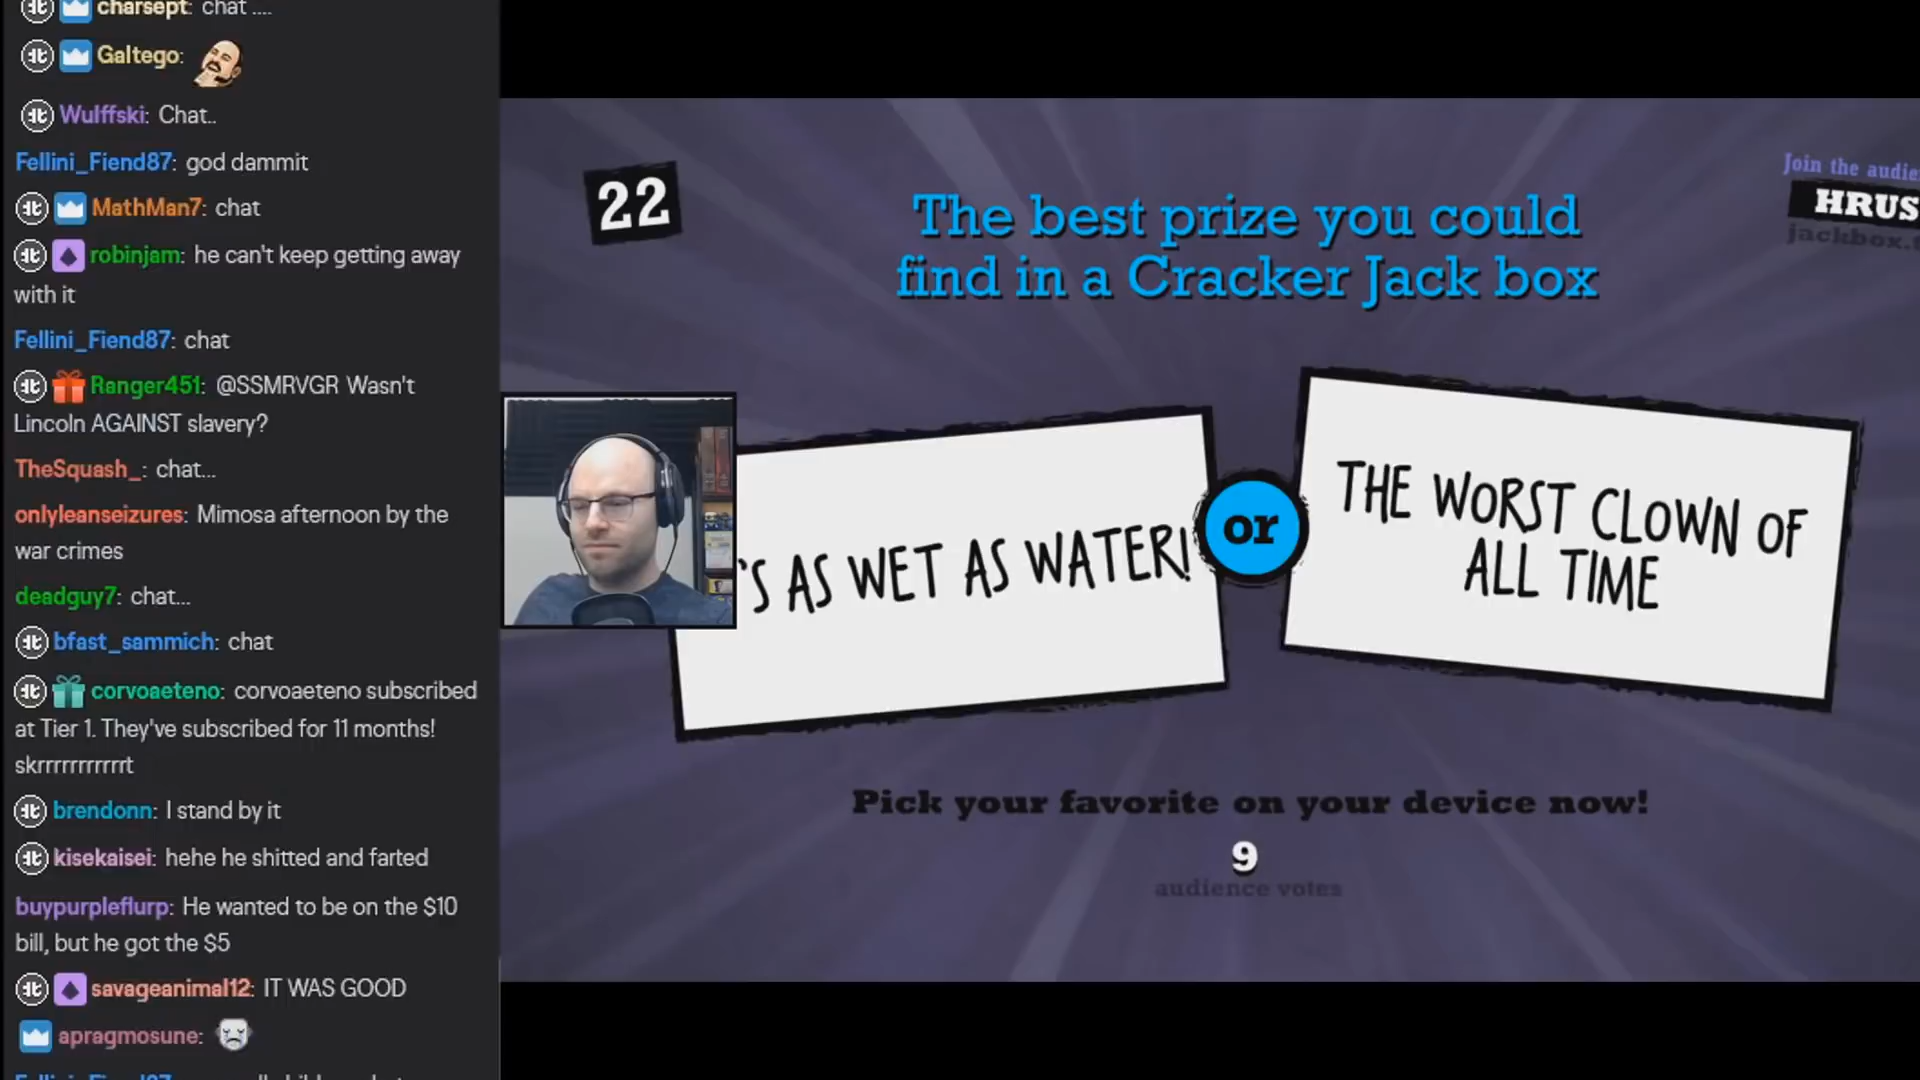 charsept: chat ....
Galtego:
Wulffski: Chat..
Fellini_Fiend87: god dammit
MathMan7: chat
robinjam: he can't keep getting away
with it
Fellini_Fiend87: chat
Ranger451: @SSMRVGR Wasn't
Lincoln AGAINST slavery?
TheSquash_: chat...
onlyleanseizures: Mimosa afternoon by the
war crimes
deadguy7: chat...
bfast_sammich: chat
corvoaeteno: corvoaeteno subscribed
at Tier 1. They've subscribed for 11 months!
skrrrrrrrrrrrt
brendonn: I stand by it
kisekaisei: hehe he shitted and farted
buypurpleflurp: He wanted to be on the $10
bill, but he got the $5
savageanimal12: IT WAS GOOD
apragmosune:
22
The best prize you could
find in a Cracker Jack box
Join the audie
HRUS
jackbox.t
'S AS WET AS WATER!
or
THE WORST CLOWN OF
ALL TIME
Pick your favorite on your device now!
9
audience votes